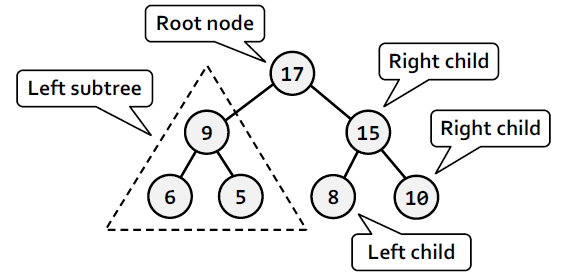 Root node
17
Right child
Left subtree
9
15
Right child
6
5
8
10
Left child